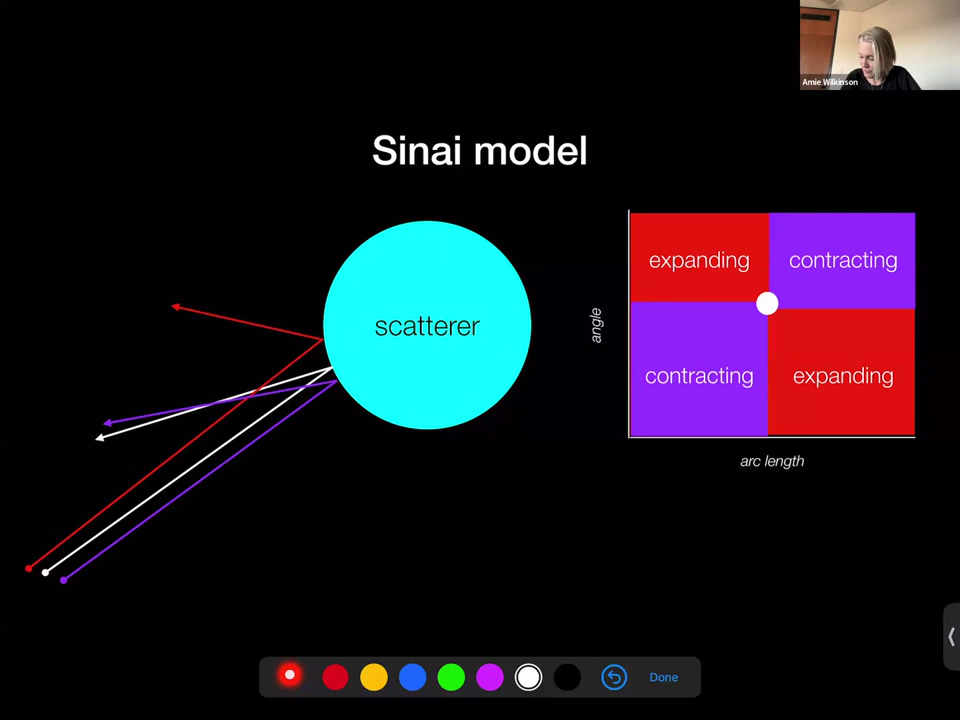 Amie Wilkinson
Sinai model
scatterer
expanding
contracting
contracting
expanding
angle
arc length
Done